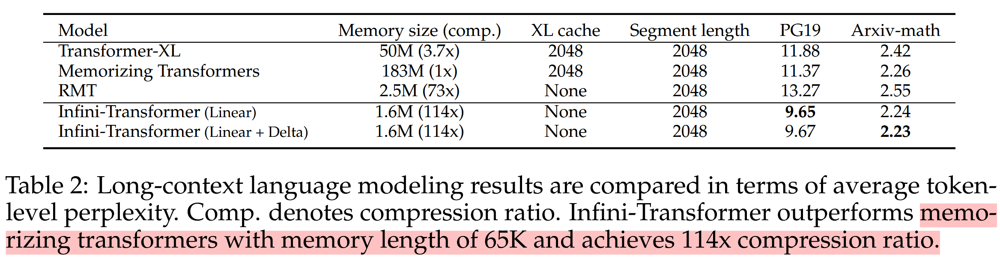 Model Memory size (comp.) XL cache Segment length PG19 Arxiv-math
Transformer-XL 50M (3.7x) 2048 2048 11.88 2.42
Memorizing Transformers 183M (1x) 2048 2048 11.37 2.26
RMT 2.5M (73x) None 2048 13.27 2.55
Infini-Transformer (Linear) 1.6M (114x) None 2048 9.65 2.24
Infini-Transformer (Linear + Delta) 1.6M (114x) None 2048 9.67 2.23
Table 2: Long-context language modeling results are compared in terms of average token-
level perplexity. Comp. denotes compression ratio. Infini-Transformer outperforms memo-
rizing transformers with memory length of 65K and achieves 114x compression ratio.